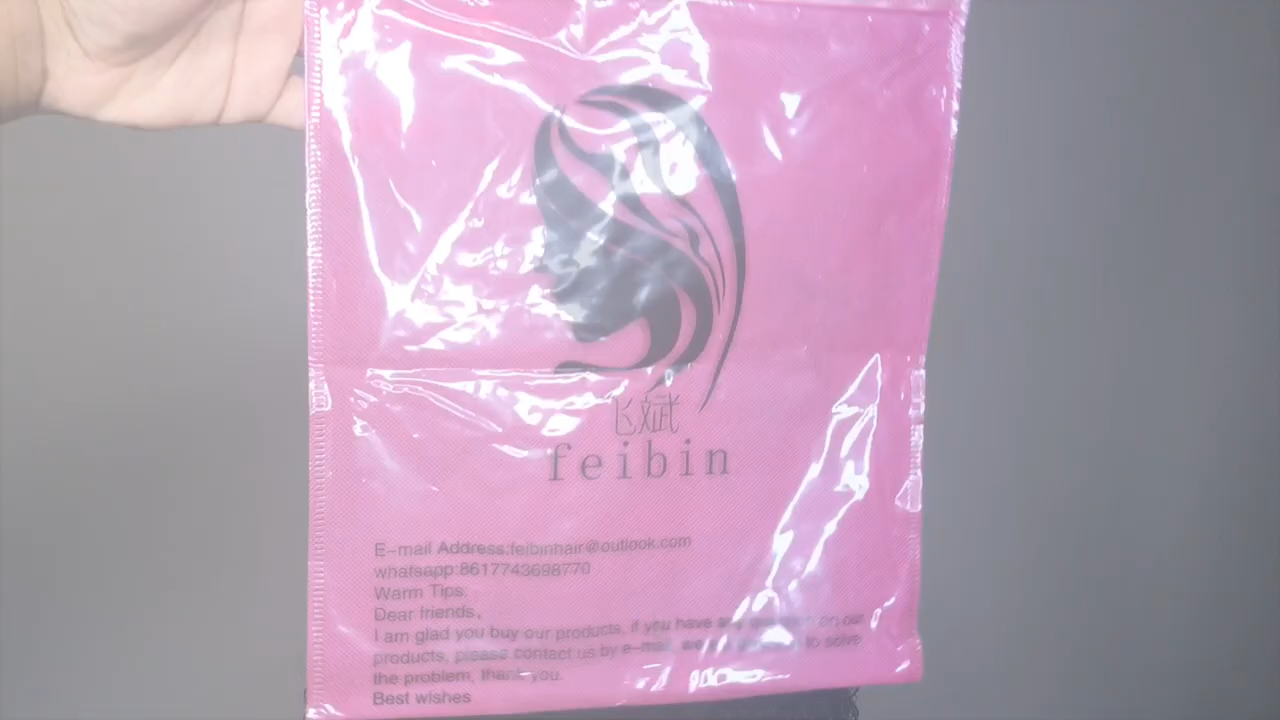 飞斌
feibin
E-mail Address:feibinhair@outlook.com
whatsapp:8617743698770
Warm Tips:
Dear friends,
I am glad you buy our products, if you have any question on our
products, please contact us by e-mail, we to solve
the problem, thank you.
Best wishes